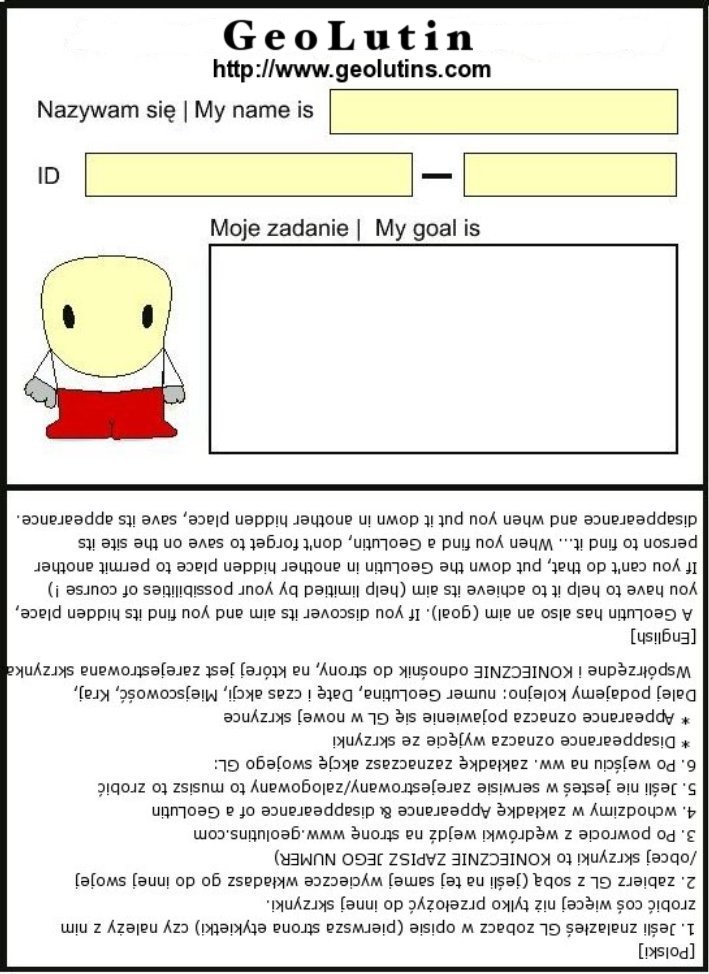 GeoLutin
http://www.geolutins.com
Nazywam się | My name is
ID —
Moje zadanie | My goal is
[Polski]
1. Jeśli znalazłeś GL zobacz w opisie (pierwsza strona etykietki) czy należy z nim
zrobić coś więcej niż tylko przełożyć do innej skrzynki.
2. zabierz GL z sobą (jeśli na tej samej wycieczce wkładasz go do innej swojej
/obcej skrzynki to KONIECZNIE ZAPISZ JEGO NUMER)
3. Po powrocie z wędrówki wejdź na stronę www.geolutins.com
4. wchodzimy w zakładkę Appearance & disappearance of a GeoLutin
5. Jeśli nie jesteś w serwisie zarejestrowany/zalogowany to musisz to zrobić
6. Po wejściu na ww. zakładkę zaznaczasz akcję swojego GL:
* Disappearance oznacza wyjęcie ze skrzynki
* Appearance oznacza pojawienie się GL w nowej skrzynce
Dalej podajemy kolejno: numer GeoLutina, Datę i czas akcji, Miejscowość, Kraj,
Współrzędne i KONIECZNIE odnośnik do strony, na której jest zarejestrowana skrzynka
[English]
A GeoLutin has also an aim (goal). If you discover its aim and you find its hidden place,
you have to help it to achieve its aim (help limitied by your possibilities of course !)
If you can't do that, put down the GeoLutin in another hidden place to permit another
person to find it... When you find a GeoLutin, don't forget to save on the site its
disappearance and when you put it down in another hidden place, save its appearance.